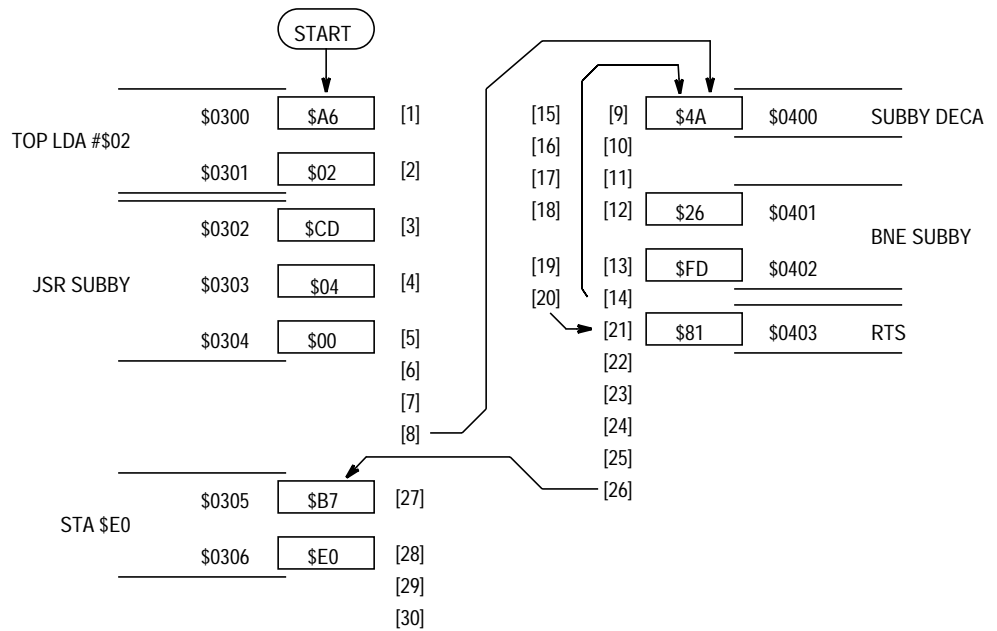 START
$0300 $A6 [1] [15] [9] $4A $0400 SUBBY DECA
TOP LDA #$02
[16] [10]
$0301 $02 [2] [17] [11]
$0302 $CD [3] [18] [12] $26 $0401
BNE SUBBY
JSR SUBBY $0303 $04 [4] [19] [13] $FD $0402
[20] [14]
$0304 $00 [5] [21] $81 $0403 RTS
[6] [22]
[7] [23]
[8] [24]
[25]
$0305 $B7 [27] [26]
STA $E0
$0306 $E0 [28]
[29]
[30]